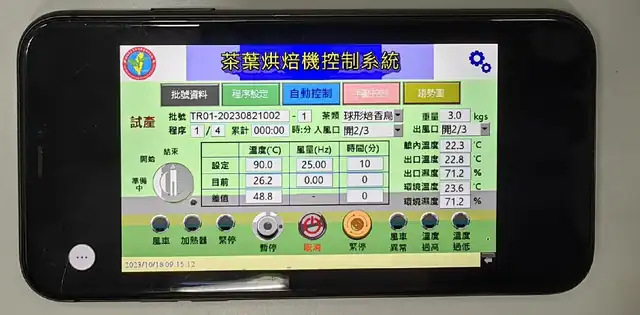 茶葉烘焙機控制系統
批號資料 程序設定 自動控制 手動控制 趨勢圖
試產 批號 TR01-20230821002 - 1 茶類 球形焙香烏 重量 3.0 kgs
程序 1 / 4 累計 000:00 時:分 入風口 開2/3 出風口 開2/3
結束
開始
準備中
溫度(℃) 風量(Hz) 時間(分)
設定 90.0 25.00 10
目前 26.2 0.00 0
差值 48.8 - 0
艙內溫度 22.3 ℃
出口溫度 22.8 ℃
出口濕度 71.2 %
環境溫度 23.6 ℃
環境濕度 71.2 %
風車 加熱器 緊停 暫停 取消 緊停 風車異常 溫度過高 溫度過低
2023/10/18 09:15:12